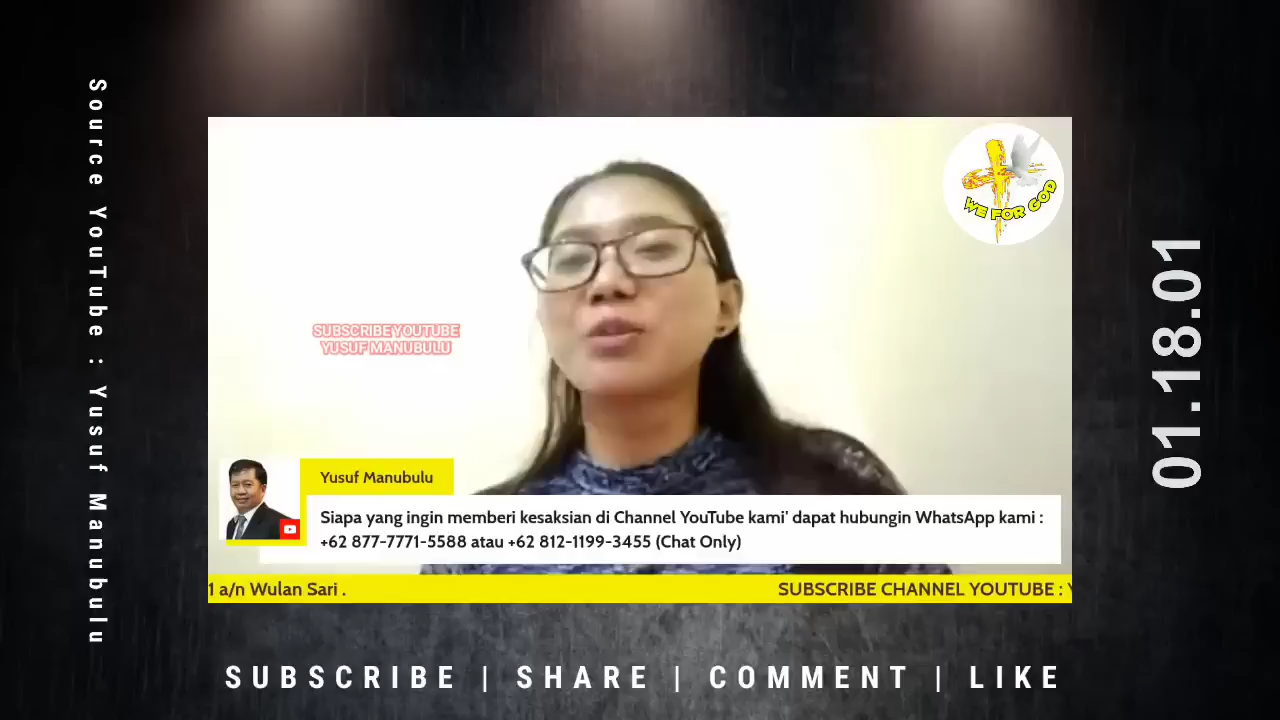 Source YouTube : Yusuf Manubulu
WE FOR GOD
SUBSCRIBE YOUTUBE
YUSUF MANUBULU
01.18.01
Yusuf Manubulu
Siapa yang ingin memberi kesaksian di Channel YouTube kami' dapat hubungin WhatsApp kami :
+62 877-7771-5588 atau +62 812-1199-3455 (Chat Only)
1 a/n Wulan Sari . SUBSCRIBE CHANNEL YOUTUBE :
SUBSCRIBE | SHARE | COMMENT | LIKE